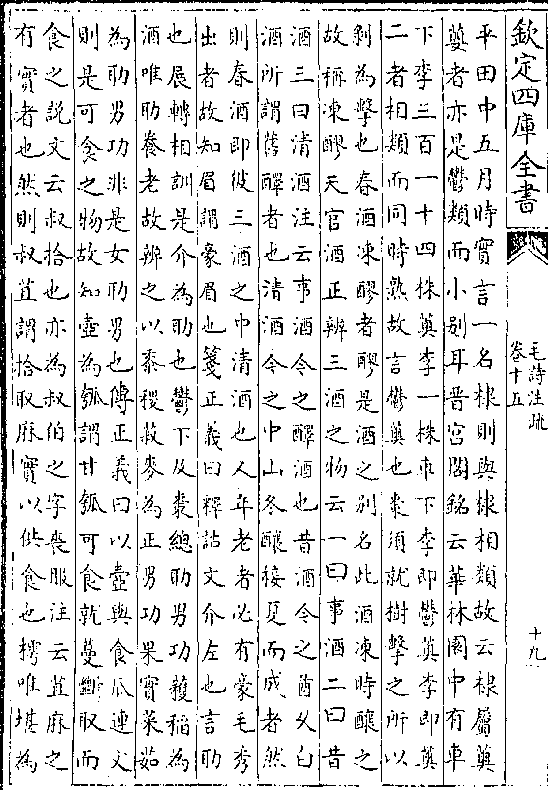 欽定四庫全書
毛詩注疏
卷十五
十九
平田中五月時實言一名棣則與棣相類故云棣屬薁
蘡者亦是鬱類而小别耳晉宮閣銘云華林園中有車
下李三百一十四株薁李一株車下李即鬱薁李即薁
二者相類而同時熟故言鬱薁也棗須就樹擊之所以
剝為擊也春酒凍醪者醪是酒之别名此酒凍時釀之
故稱凍醪天官酒正辨三酒之物云一曰事酒二曰昔
酒三曰清酒注云事酒今之醳酒也昔酒今之酋久白
酒所謂舊醳者也清酒今之中山冬釀接夏而成者然
則春酒即彼三酒之中清酒也人年老者必有豪毛秀
出者故知眉謂豪眉也箋正義曰釋詁文介左也言助
也展轉相訓是介為助也鬱下及棗總助男功穫稻為
酒唯助養老故辨之以黍稷菽麥為正男功果實菜茹
為助男功非是女助男也傳正義曰以壺與食瓜連文
則是可食之物故知壺為瓠謂甘瓠可食就蔓斷取而
食之説文云叔拾也亦為叔伯之字喪服注云苴麻之
有實者也然則叔苴謂拾取麻實以供食也樗唯堪為